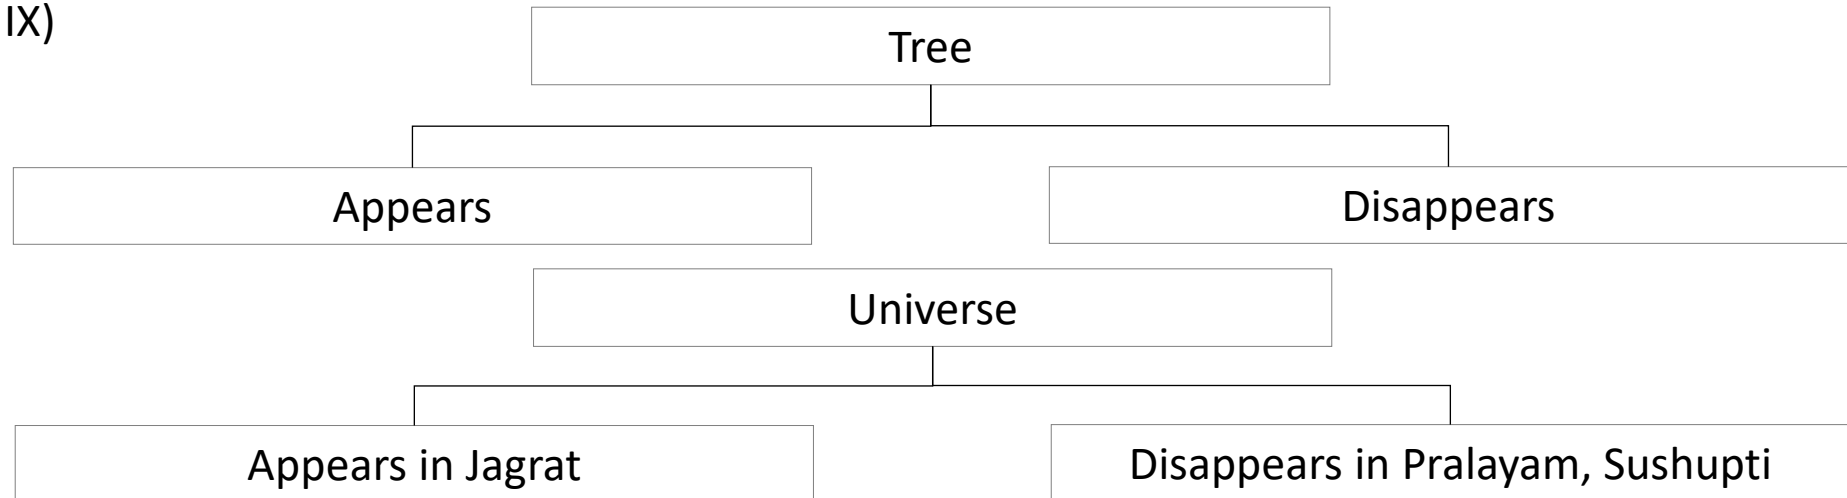 IX)
Tree
Appears
Disappears
Universe
Appears in Jagrat
Disappears in Pralayam, Sushupti